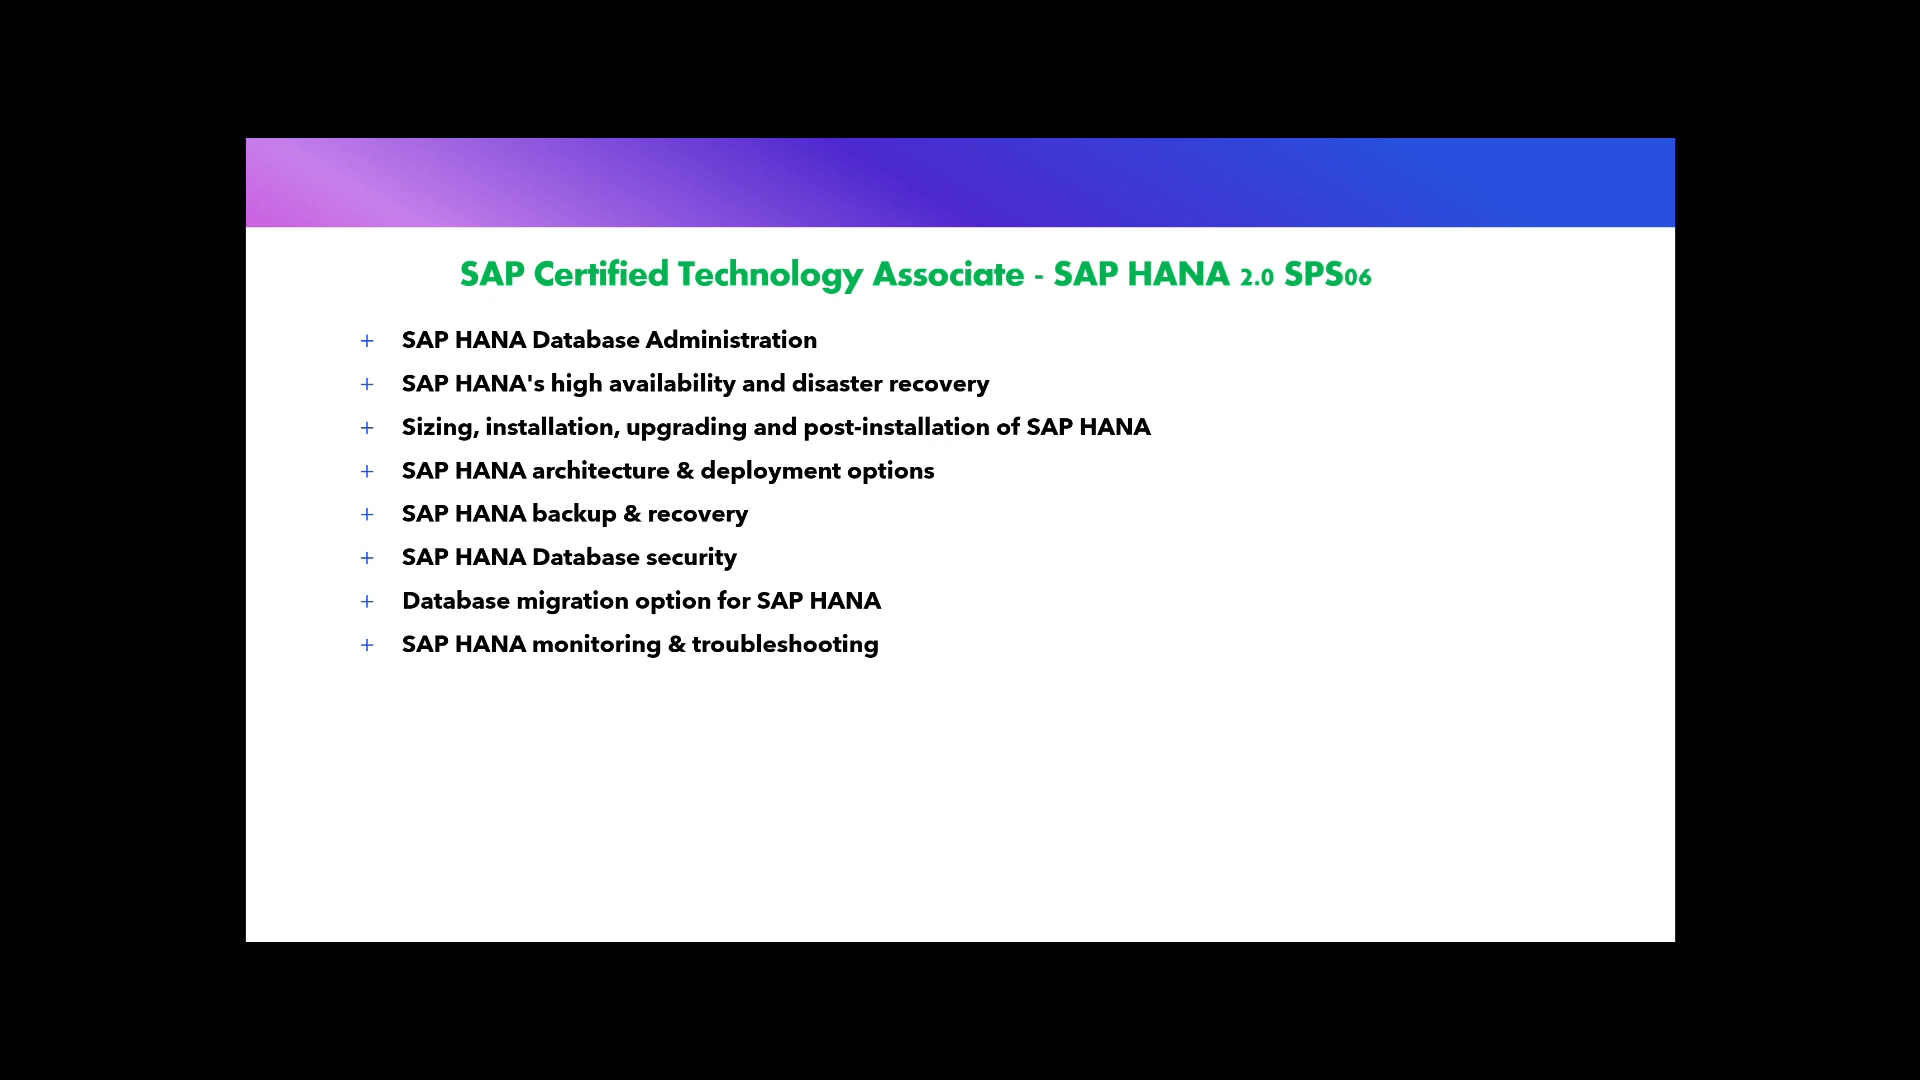 SAP Certified Technology Associate - SAP HANA 2.0 SPS06
+ SAP HANA Database Administration
+ SAP HANA's high availability and disaster recovery
+ Sizing, installation, upgrading and post-installation of SAP HANA
+ SAP HANA architecture & deployment options
+ SAP HANA backup & recovery
+ SAP HANA Database security
+ Database migration option for SAP HANA
+ SAP HANA monitoring & troubleshooting